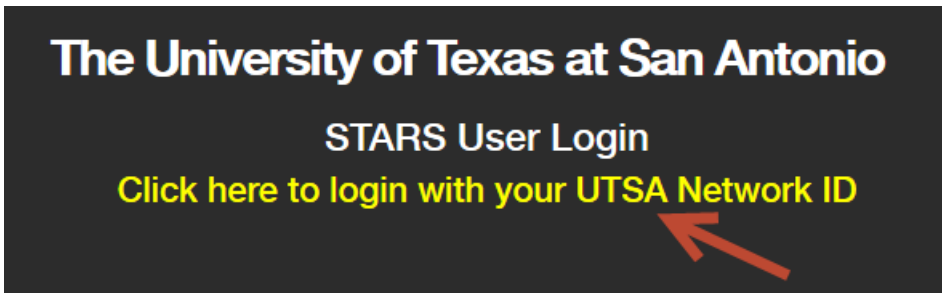 The University of Texas at San Antonio
STARS User Login
Click here to login with your UTSA Network ID